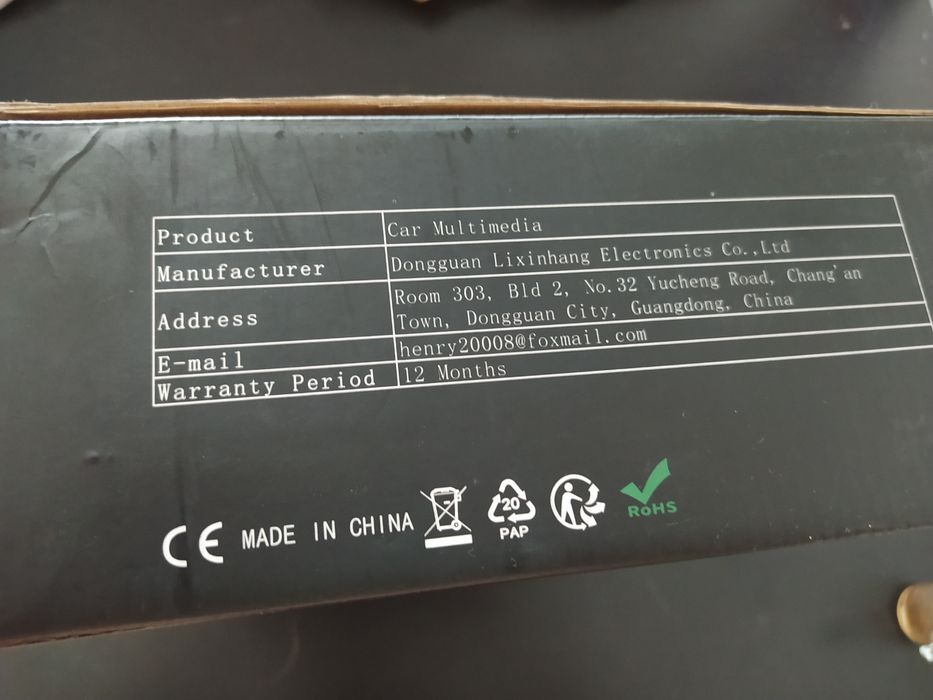 Product Car Multimedia
Manufacturer Dongguan Lixinhang Electronics Co.,Ltd
Address Room 303, Bld 2, No.32 Yucheng Road, Chang'an
Town, Dongguan City, Guangdong, China
E-mail henry20008@foxmail.com
Warranty Period 12 Months
CE MADE IN CHINA 20 PAP RoHS